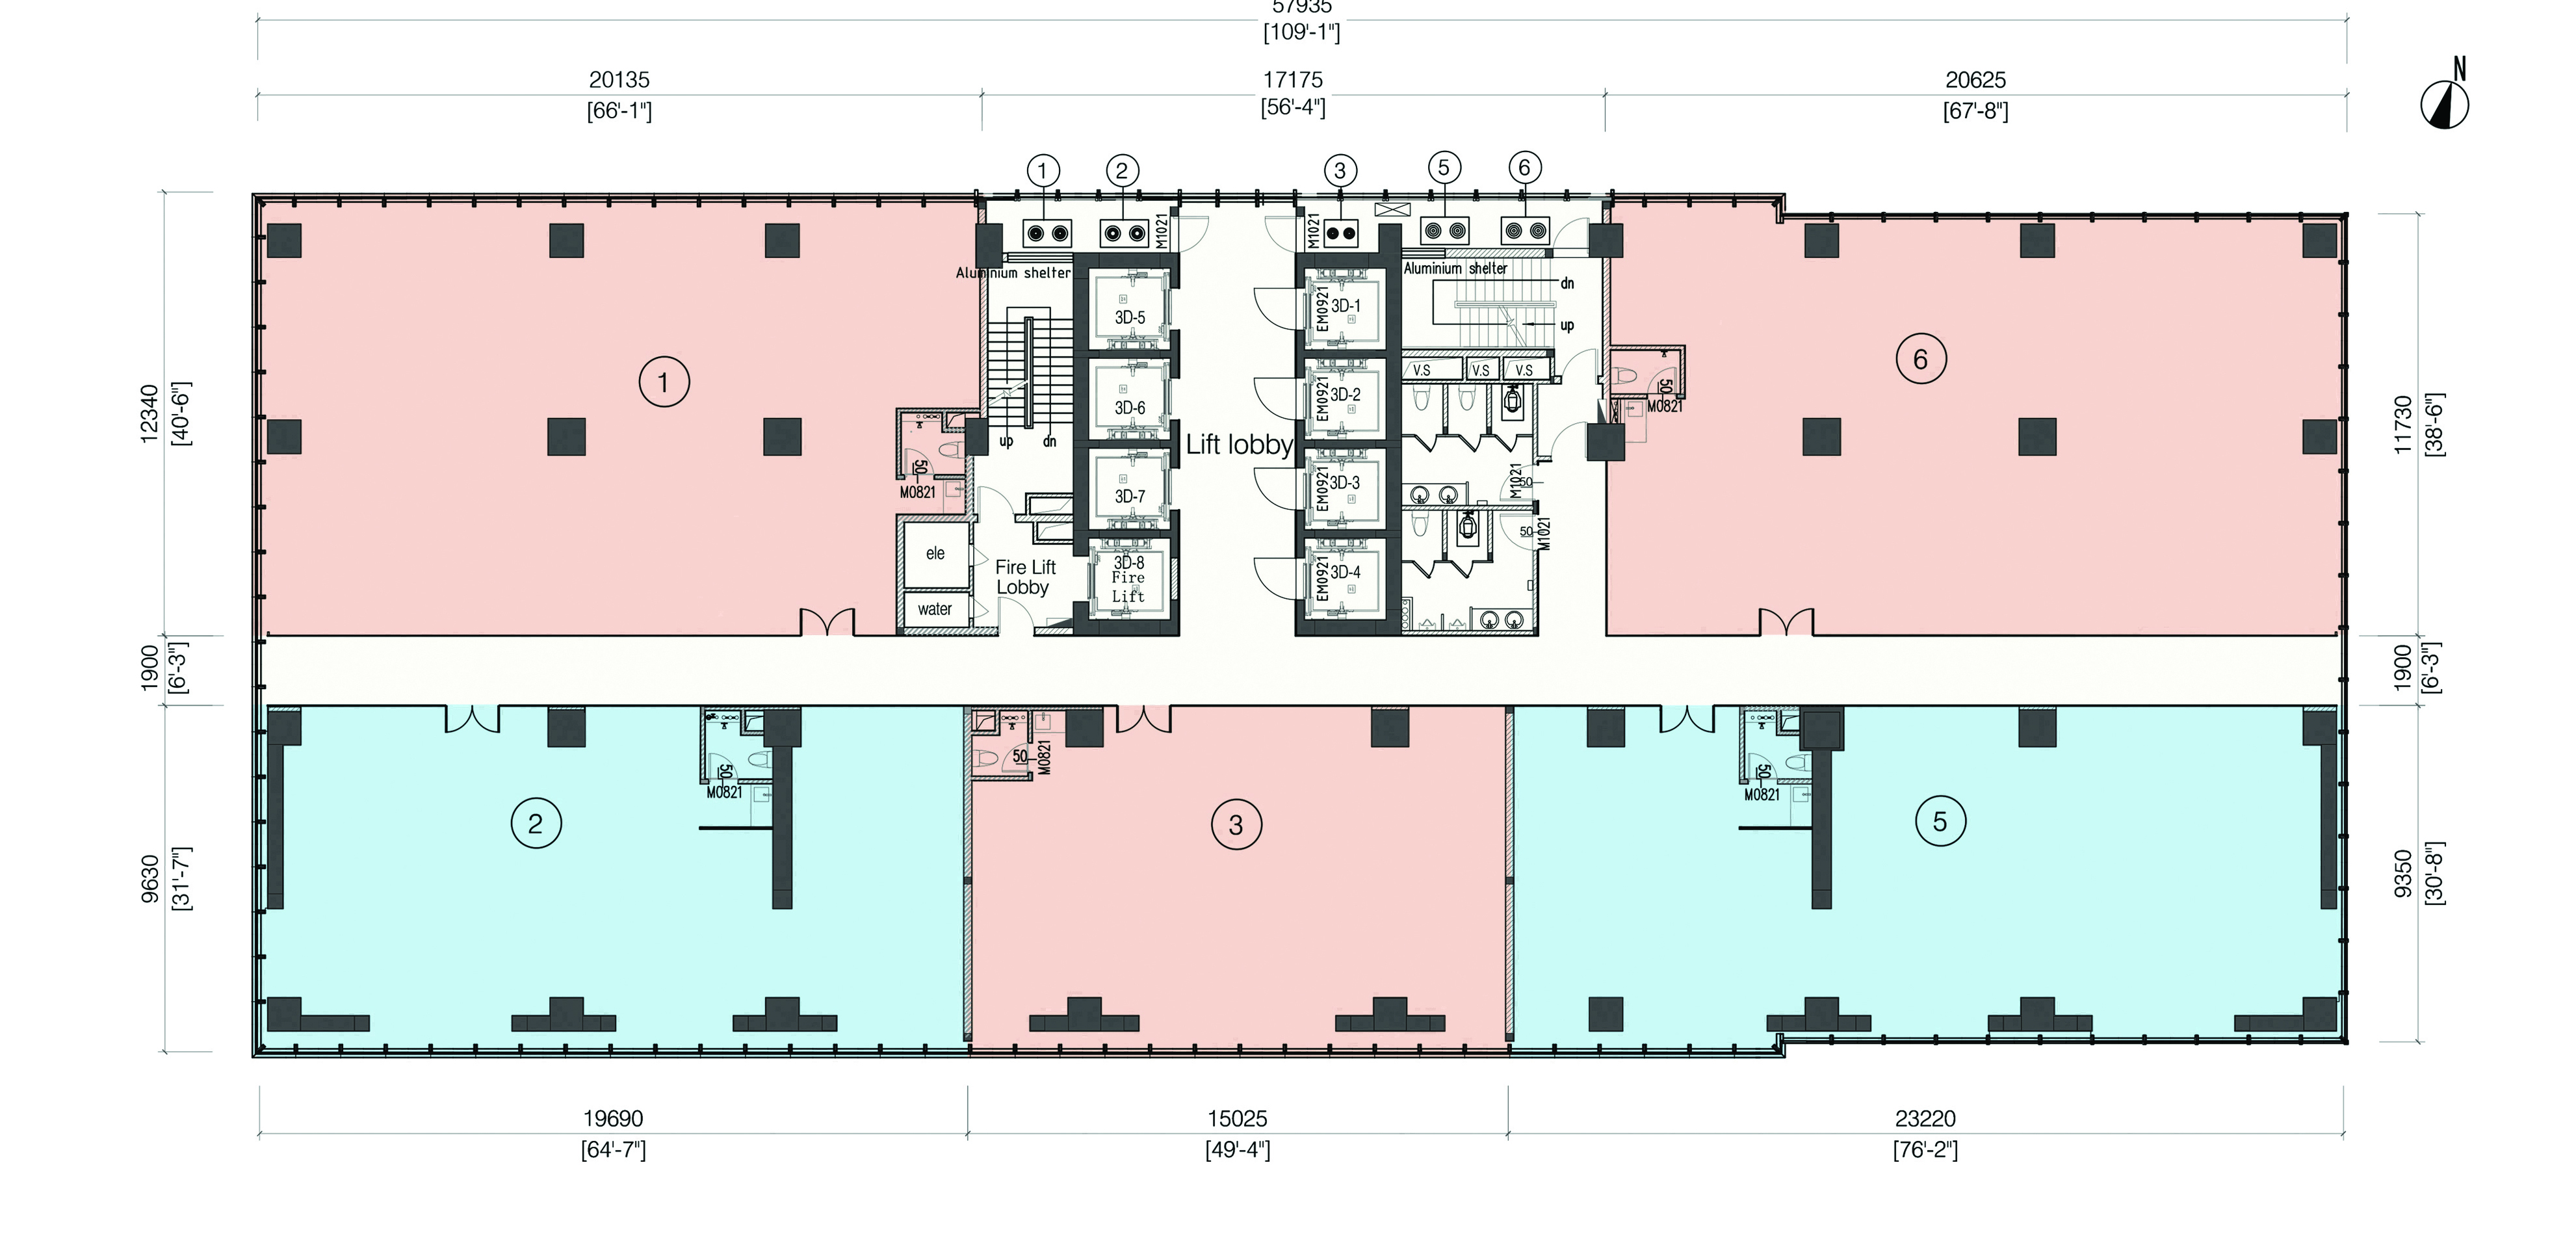 57935
[109'-1"]
20135
17175
20625
[66'-1"]
[56'-4"]
[67'-8"]
N
1
2
3
5
6
M1021
M1021
Aluminium shelter
Aluminium shelter
dn
up
3D-5
3D-6
3D-7
3D-8
Fire
Lift
EM0921
3D-1
EM0921
3D-2
EM0921
3D-3
EM0921
3D-4
Lift lobby
up
dn
V.S
V.S
V.S
M1021
50
50
M1021
1
6
50
M0821
50
M0821
ele
water
Fire Lift
Lobby
12340
[40'-6"]
1900
[6'-3"]
9630
[31'-7"]
11730
[38'-6"]
1900
[6'-3"]
9350
[30'-8"]
50
M0821
2
50
M0821
3
50
M0821
5
19690
15025
23220
[64'-7"]
[49'-4"]
[76'-2"]